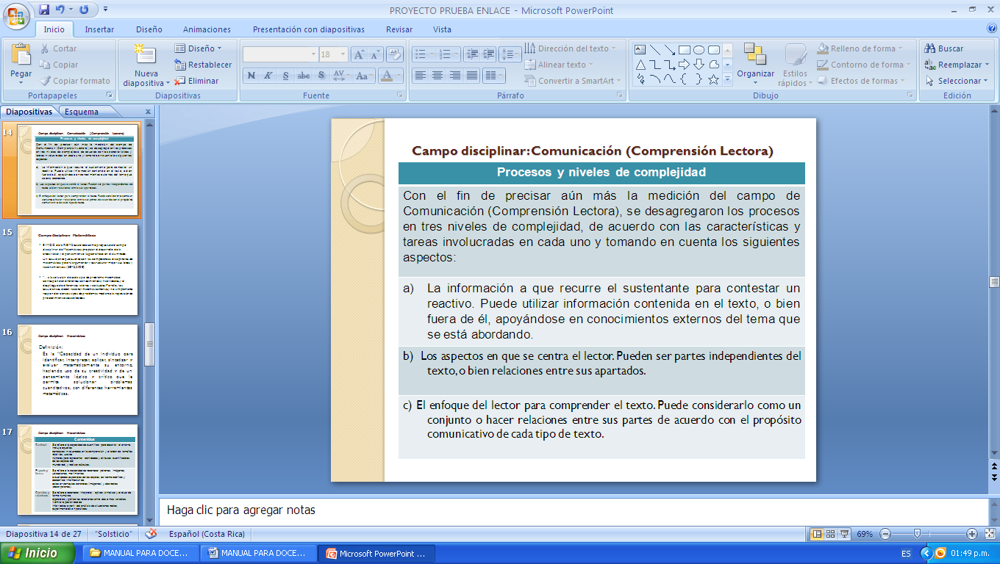 PROYECTO PRUEBA ENLACE - Microsoft PowerPoint
Inicio Insertar Diseño Animaciones Presentación con diapositivas Revisar Vista
Pegar
Cortar
Copiar
Copiar formato
Portapapeles
Nueva
diapositiva
Diseño
Restablecer
Eliminar
Diapositivas
18
N K S abc S AV Aa A
Fuente
Dirección del texto
Alinear texto
Convertir a SmartArt
Párrafo
Organizar
Estilos
rápidos
Relleno de forma
Contorno de forma
Efectos de formas
Dibujo
Buscar
Reemplazar
Seleccionar
Edición
Diapositivas Esquema x
14
Procesos y niveles de complejidad
15
Campo disciplinar: Matemáticas
16
Definición:
Es la "Capacidad de un individuo para
identificar, interpretar, aplicar, sintetizar y
evaluar matemáticamente su entorno,
haciendo uso de su creatividad y de un
pensamiento lógico y crítico que le
permita solucionar problemas
cuantitativos, con diferentes herramientas
matemáticas.
17
Contenidos
Campo disciplinar:Comunicación (Comprensión Lectora)
Procesos y niveles de complejidad
Con el fin de precisar aún más la medición del campo de
Comunicación (Comprensión Lectora), se desagregaron los procesos
en tres niveles de complejidad, de acuerdo con las características y
tareas involucradas en cada uno y tomando en cuenta los siguientes
aspectos:
a) La información a que recurre el sustentante para contestar un
reactivo. Puede utilizar información contenida en el texto, o bien
fuera de él, apoyándose en conocimientos externos del tema que
se está abordando.
b) Los aspectos en que se centra el lector. Pueden ser partes independientes del
texto, o bien relaciones entre sus apartados.
c) El enfoque del lector para comprender el texto. Puede considerarlo como un
conjunto o hacer relaciones entre sus partes de acuerdo con el propósito
comunicativo de cada tipo de texto.
Haga clic para agregar notas
Diapositiva 14 de 27 "Solsticio" Español (Costa Rica) 69%
Inicio MANUAL PARA DOCE... MANUAL PARA DOCE... Microsoft PowerPoint ... ES 01:49 p.m.